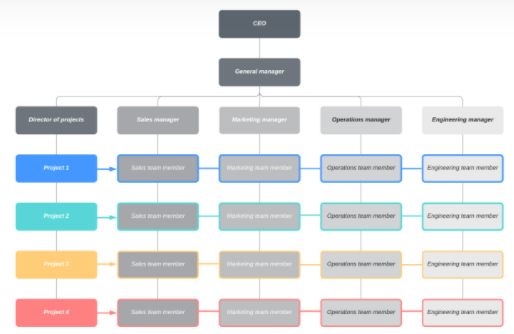 CEO
General manager
Director of projects Sales manager Marketing manager Operations manager Engineering manager
Project 1 Sales team member Marketing team member Operations team member Engineering team member
Project 2 Sales team member Marketing team member Operations team member Engineering team member
Project 3 Sales team member Marketing team member Operations team member Engineering team member
Project 4 Sales team member Marketing team member Operations team member Engineering team member